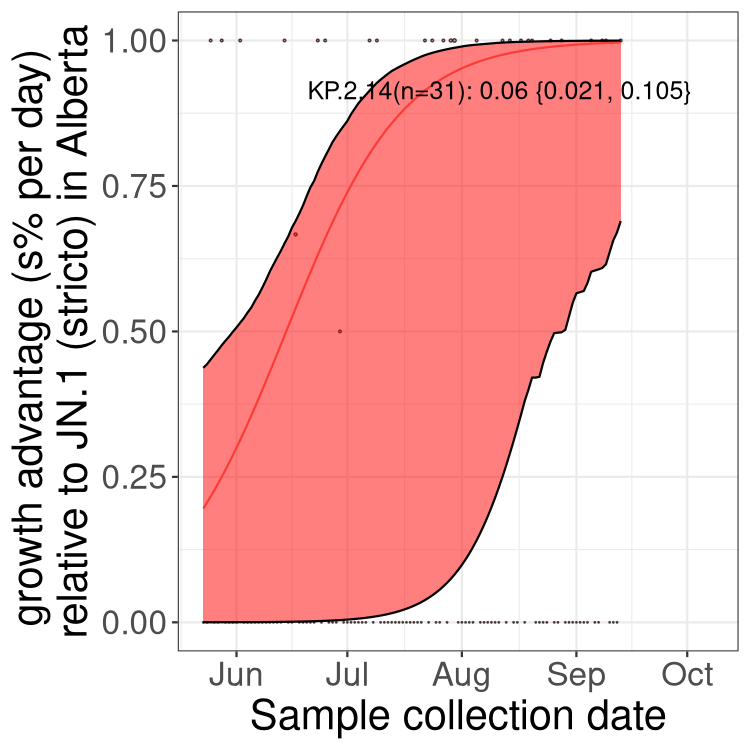 growth advantage (s% per day)
relative to JN.1 (stricto) in Alberta
1.00
0.75
0.50
0.25
0.00
KP.2.14(n=31): 0.06 {0.021, 0.105}
Jun Jul Aug Sep Oct
Sample collection date